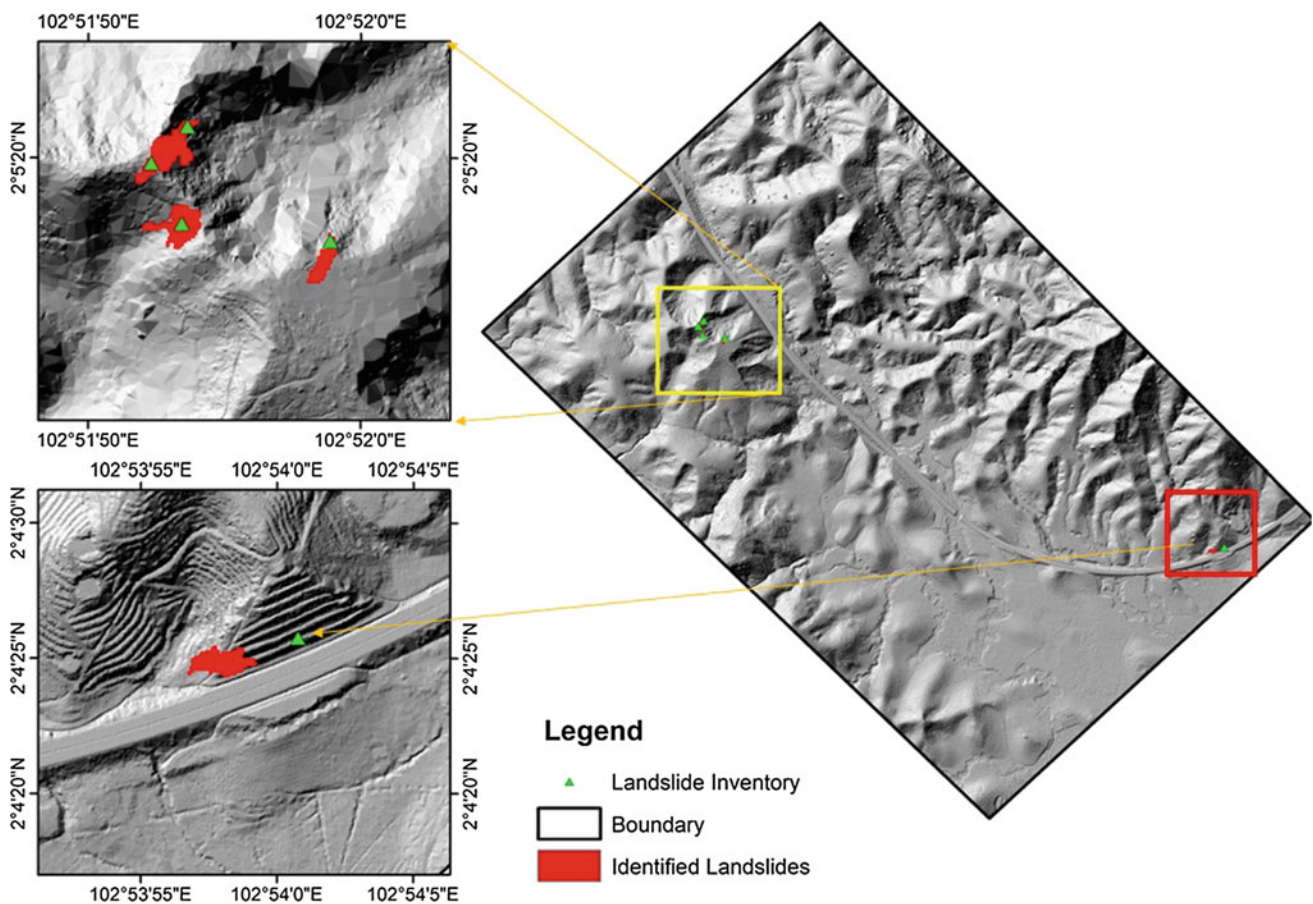 102°51'50"E 102°52'0"E
2°5'20"N 2°5'20"N
102°51'50"E 102°52'0"E
102°53'55"E 102°54'0"E 102°54'5"E
2°4'30"N 2°4'30"N
2°4'25"N 2°4'25"N
2°4'20"N 2°4'20"N
102°53'55"E 102°54'0"E 102°54'5"E
Legend
Landslide Inventory
Boundary
Identified Landslides